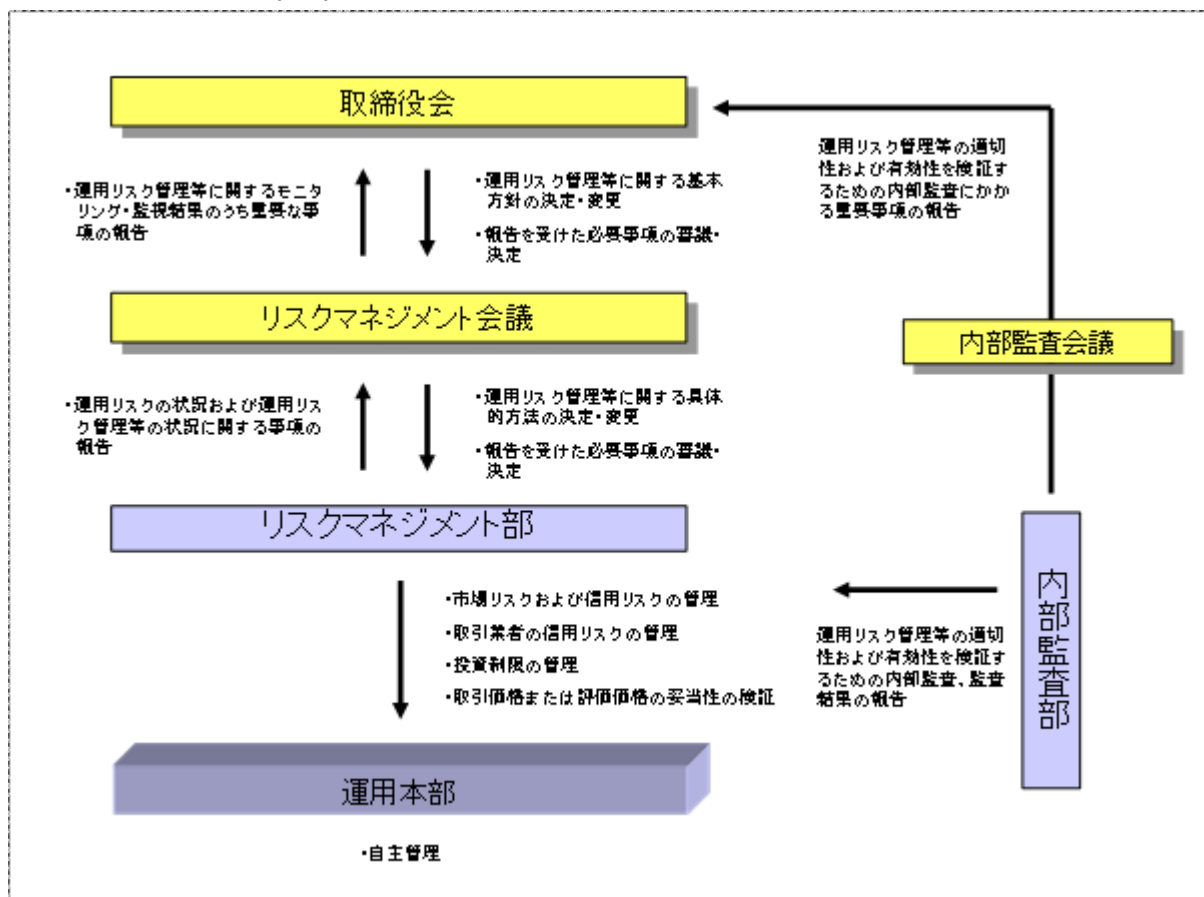 取締役会
・運用リスク管理等に関するモニ
タリング・監視結果のうち重要な事
項の報告
・運用リスク管理等に関する基本
方針の決定・変更
・報告を受けた必要事項の審議・
決定
運用リスク管理等の適切
性および有効性を検証す
るための内部監査にかか
る重要事項の報告
リスクマネジメント会議
内部監査会議
・運用リスクの状況および運用リス
ク管理等の状況に関する事項の
報告
・運用リスク管理等に関する具体
的方法の決定・変更
・報告を受けた必要事項の審議・
決定
リスクマネジメント部
内部監査部
・市場リスクおよび信用リスクの管理
・取引業者の信用リスクの管理
・投資制限の管理
・取引価格または評価価格の妥当性の検証
運用リスク管理等の適切
性および有効性を検証す
るための内部監査、監査
結果の報告
運用本部
・自主管理